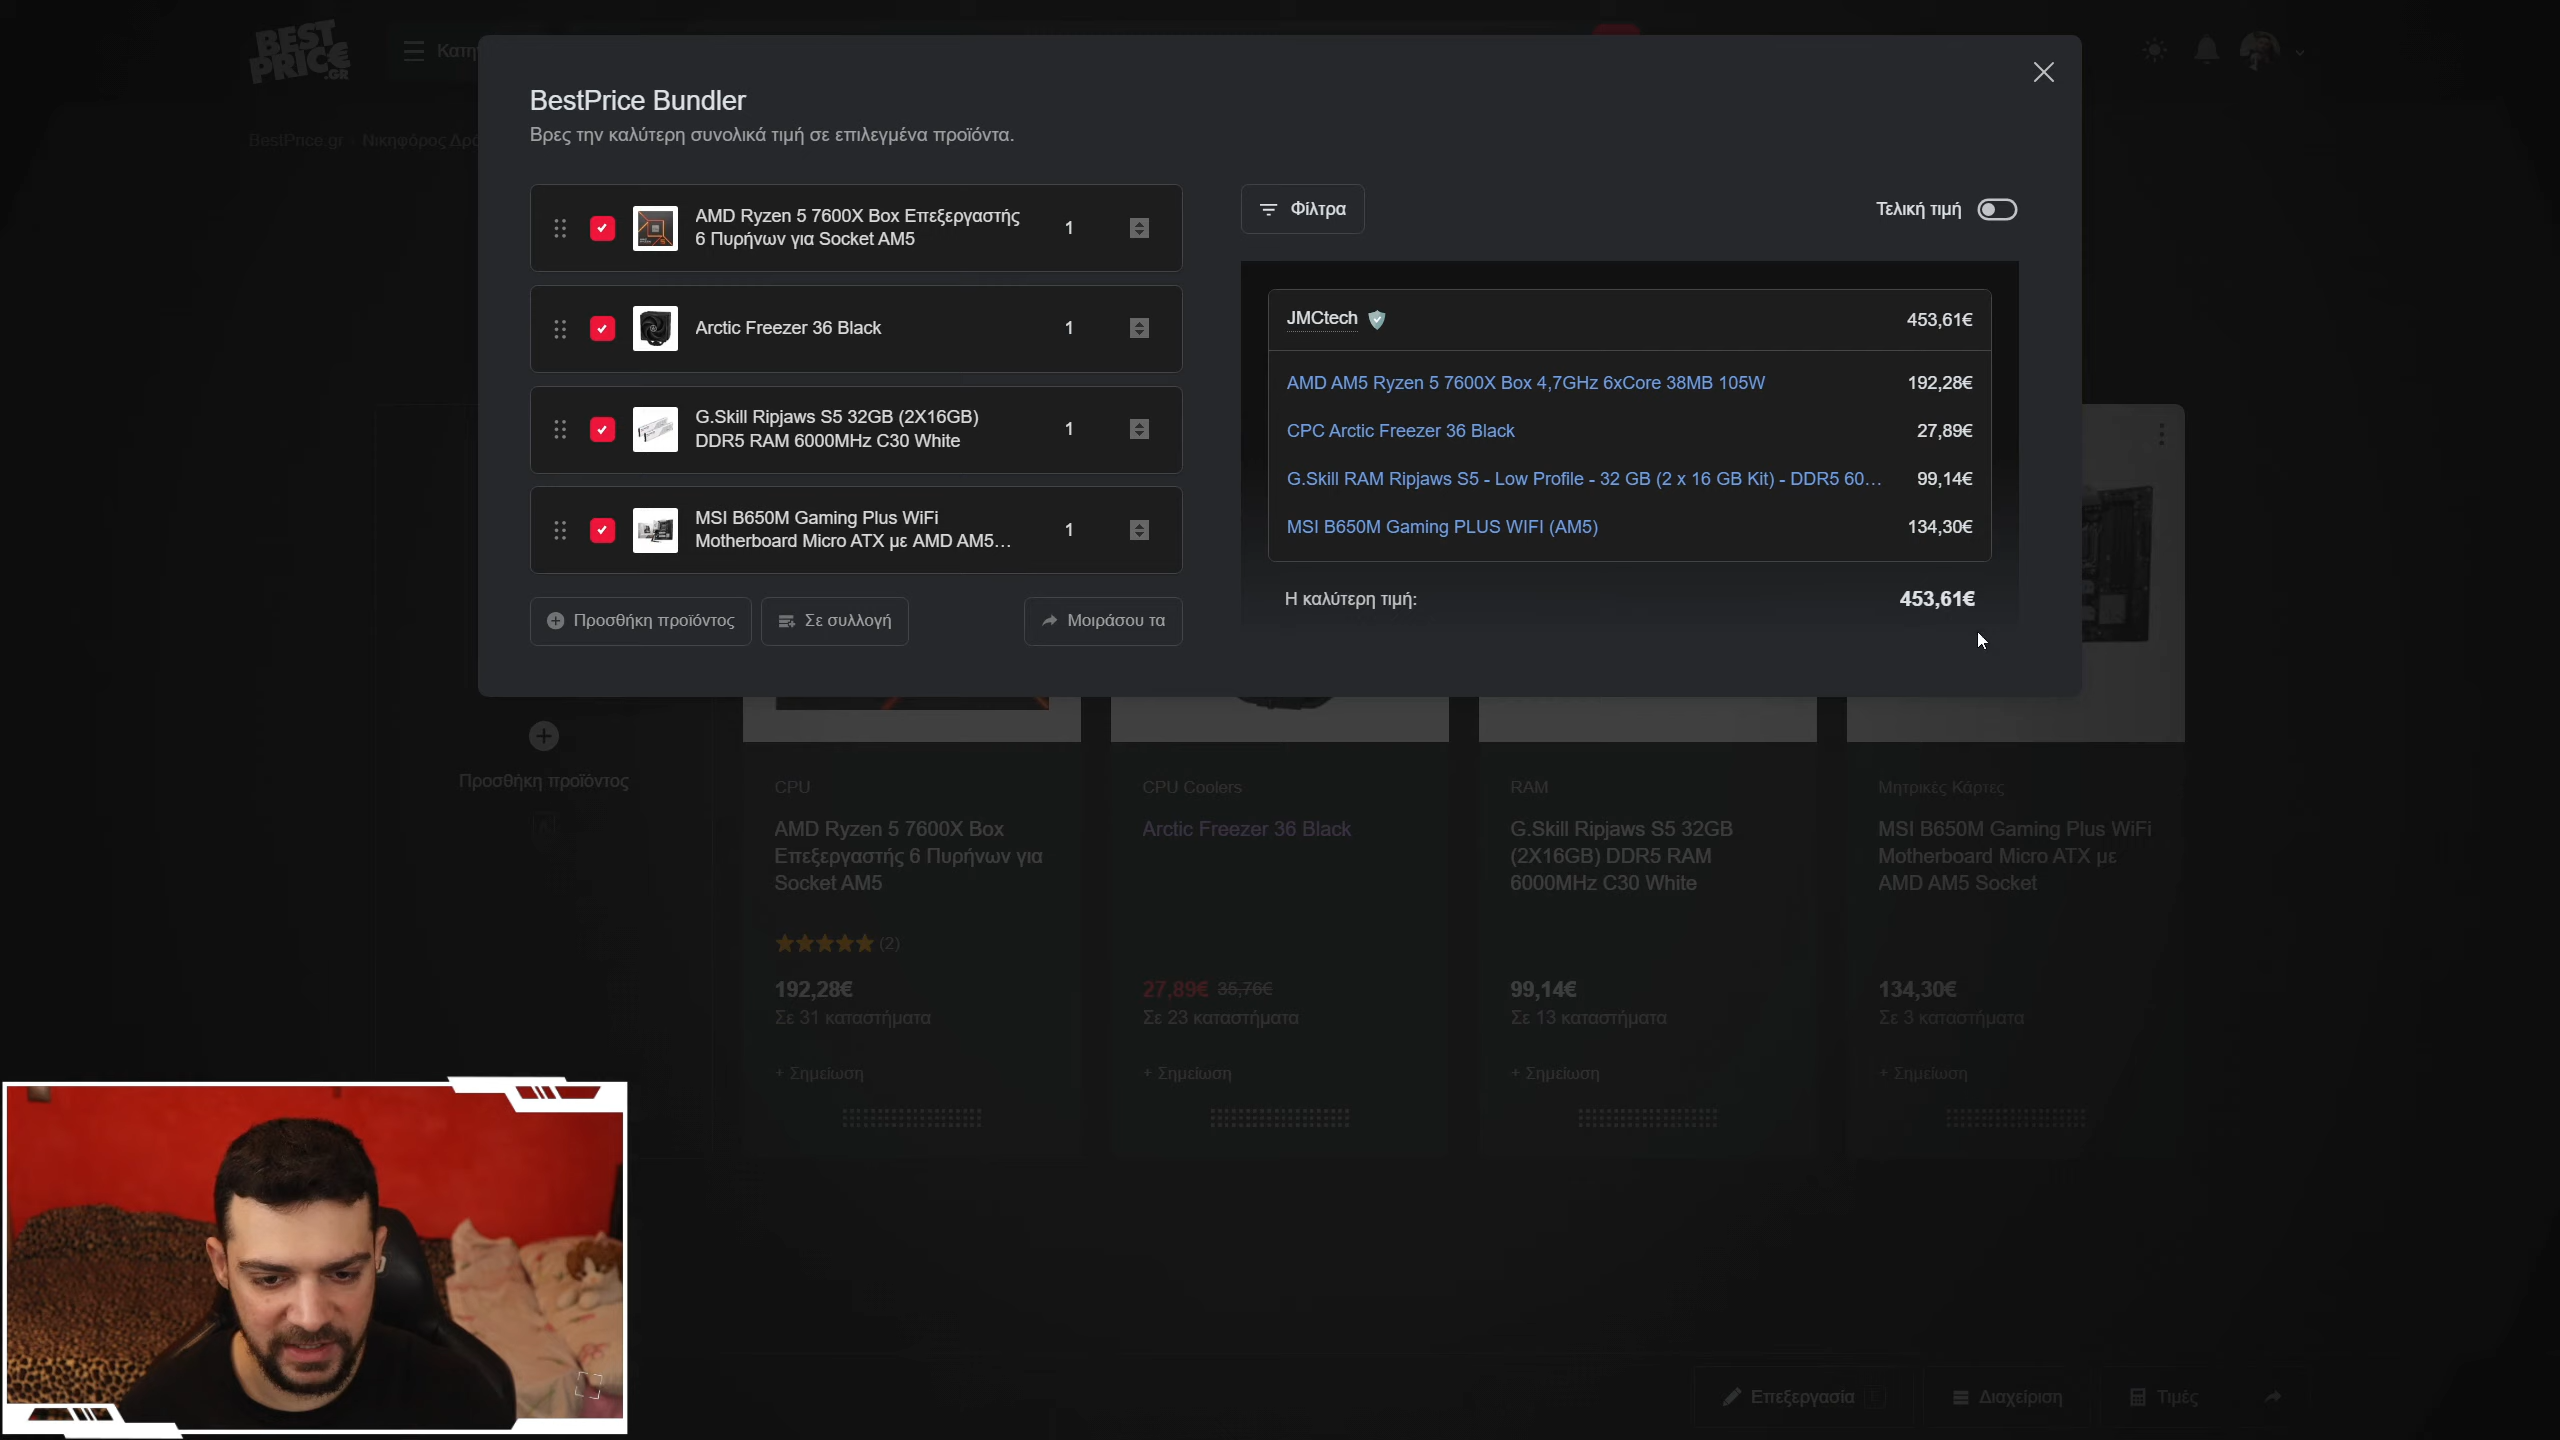 BEST
PRICE
.GR
Κατη
BestPrice.gr Νικηφόρος Δρό
BestPrice Bundler
Βρες την καλύτερη συνολικά τιμή σε επιλεγμένα προϊόντα.
AMD Ryzen 5 7600X Box Επεξεργαστής
6 Πυρήνων για Socket AM5
1
Arctic Freezer 36 Black
1
G.Skill Ripjaws S5 32GB (2X16GB)
DDR5 RAM 6000MHz C30 White
1
MSI B650M Gaming Plus WiFi
Motherboard Micro ATX με AMD AM5...
1
Προσθήκη προϊόντος
Σε συλλογή
Μοιράσου τα
Φίλτρα
Τελική τιμή
JMCtech 453,61€
AMD AM5 Ryzen 5 7600X Box 4,7GHz 6xCore 38MB 105W 192,28€
CPC Arctic Freezer 36 Black 27,89€
G.Skill RAM Ripjaws S5 - Low Profile - 32 GB (2 x 16 GB Kit) - DDR5 60... 99,14€
MSI B650M Gaming PLUS WIFI (AM5) 134,30€
Η καλύτερη τιμή: 453,61€
Προσθήκη προϊόντος
A
CPU
AMD Ryzen 5 7600X Box
Επεξεργαστής 6 Πυρήνων για
Socket AM5
(2)
192,28€
Σε 31 καταστήματα
+ Σημείωση
CPU Coolers
Arctic Freezer 36 Black
27,89€ 35,76€
Σε 23 καταστήματα
+ Σημείωση
RAM
G.Skill Ripjaws S5 32GB
(2X16GB) DDR5 RAM
6000MHz C30 White
99,14€
Σε 13 καταστήματα
+ Σημείωση
Μητρικές Κάρτες
MSI B650M Gaming Plus WiFi
Motherboard Micro ATX με
AMD AM5 Socket
134,30€
Σε 3 καταστήματα
+ Σημείωση
Επεξεργασία E
Διαχείριση
Τιμές